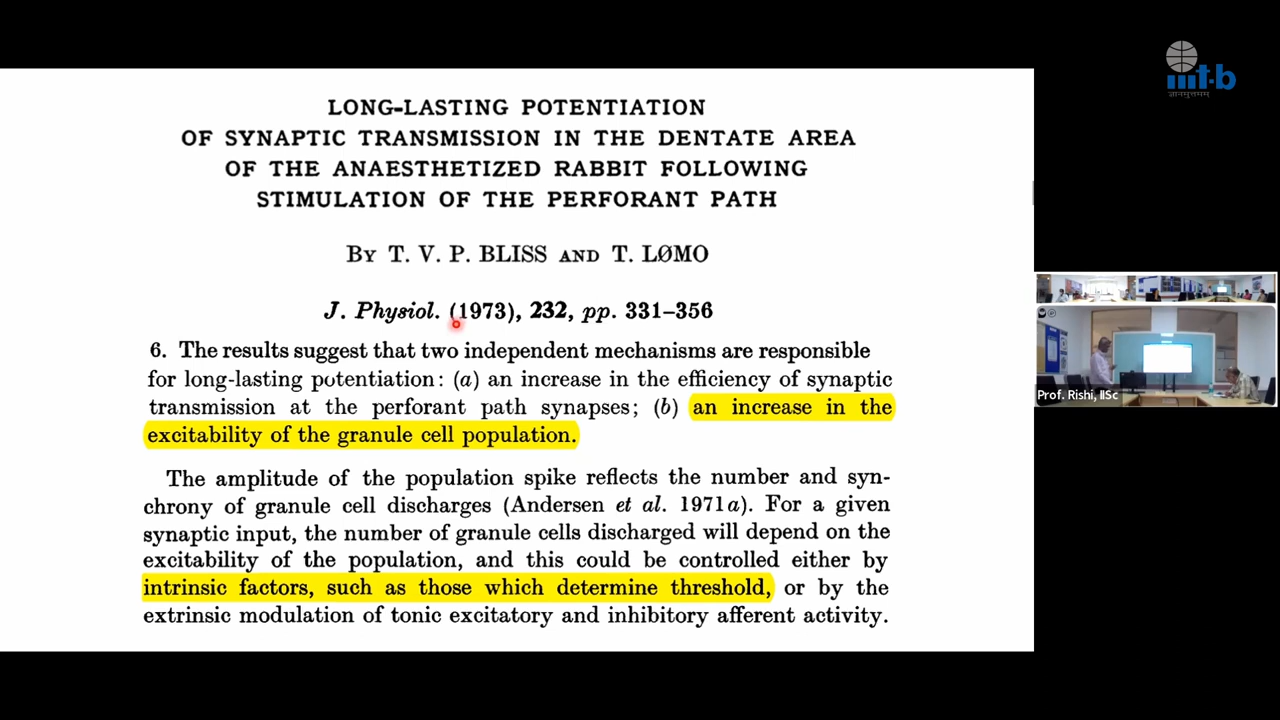 LONG-LASTING POTENTIATION
OF SYNAPTIC TRANSMISSION IN THE DENTATE AREA
OF THE ANAESTHETIZED RABBIT FOLLOWING
STIMULATION OF THE PERFORANT PATH
BY T. V. P. BLISS AND T. LØMO
J. Physiol. (1973), 232, pp. 331–356
6. The results suggest that two independent mechanisms are responsible
for long-lasting potentiation: (a) an increase in the efficiency of synaptic
transmission at the perforant path synapses; (b) an increase in the
excitability of the granule cell population.
The amplitude of the population spike reflects the number and syn-
chrony of granule cell discharges (Andersen et al. 1971a). For a given
synaptic input, the number of granule cells discharged will depend on the
excitability of the population, and this could be controlled either by
intrinsic factors, such as those which determine threshold, or by the
extrinsic modulation of tonic excitatory and inhibitory afferent activity.
iiit-b
ज्ञानमुत्तमम्
Prof. Rishi, IISc